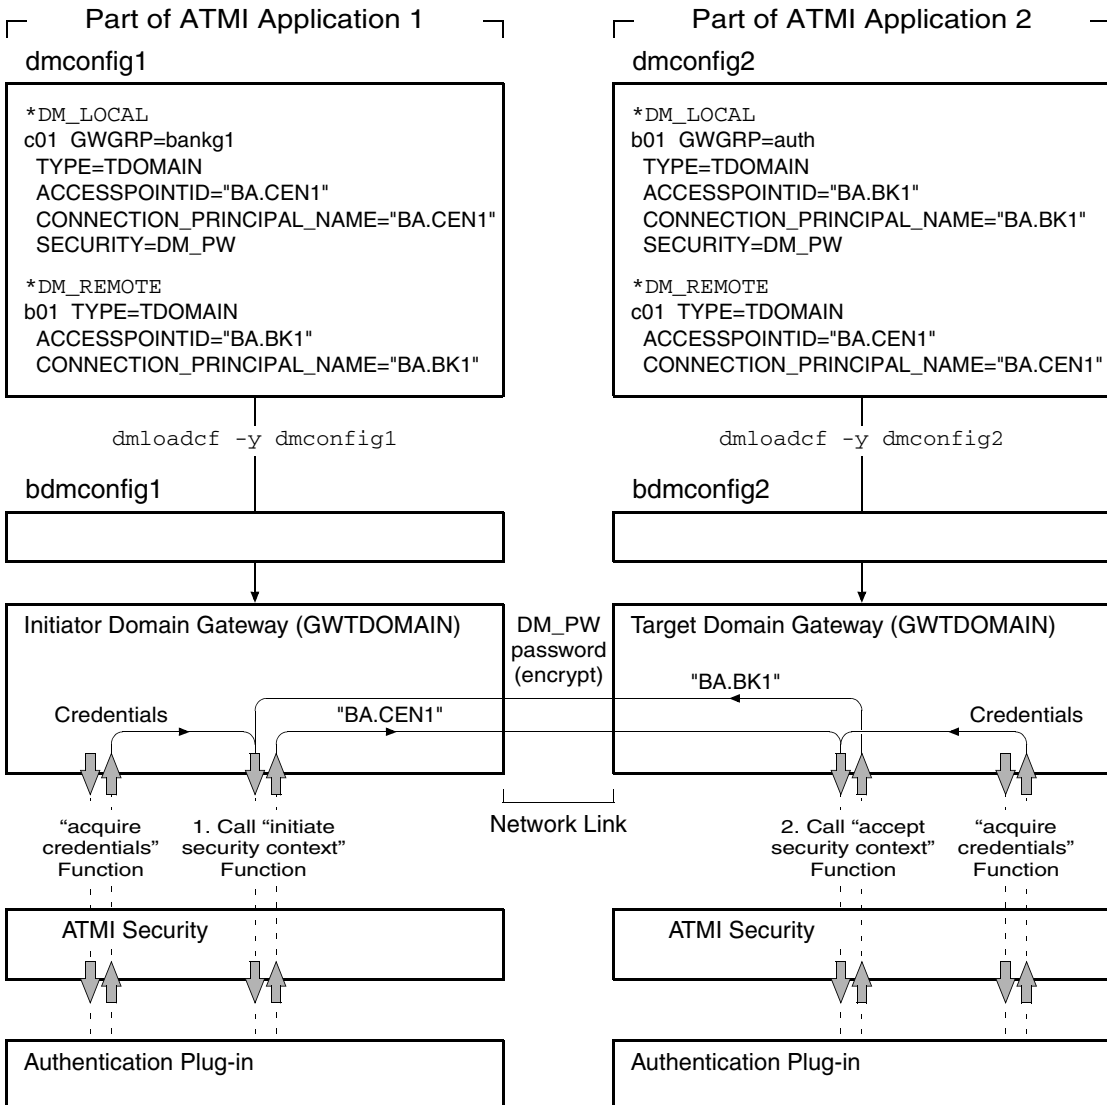 Part of ATMI Application 1
dmconfig1
*DM_LOCAL
c01 GWGRP=bankg1
TYPE=TDOMAIN
ACCESSPOINTID="BA.CEN1"
CONNECTION_PRINCIPAL_NAME="BA.CEN1"
SECURITY=DM_PW
*DM_REMOTE
b01 TYPE=TDOMAIN
ACCESSPOINTID="BA.BK1"
CONNECTION_PRINCIPAL_NAME="BA.BK1"
dmloadcf -y dmconfig1
bdmconfig1
Part of ATMI Application 2
dmconfig2
*DM_LOCAL
b01 GWGRP=auth
TYPE=TDOMAIN
ACCESSPOINTID="BA.BK1"
CONNECTION_PRINCIPAL_NAME="BA.BK1"
SECURITY=DM_PW
*DM_REMOTE
c01 TYPE=TDOMAIN
ACCESSPOINTID="BA.CEN1"
CONNECTION_PRINCIPAL_NAME="BA.CEN1"
dmloadcf -y dmconfig2
bdmconfig2
Initiator Domain Gateway (GWTDOMAIN)
DM_PW
password
(encrypt)
Target Domain Gateway (GWTDOMAIN)
"BA.BK1"
Credentials
"BA.CEN1"
Credentials
“acquire
credentials”
Function
1. Call “initiate
security context”
Function
Network Link
2. Call “accept
security context”
Function
“acquire
credentials”
Function
ATMI Security
ATMI Security
Authentication Plug-in
Authentication Plug-in